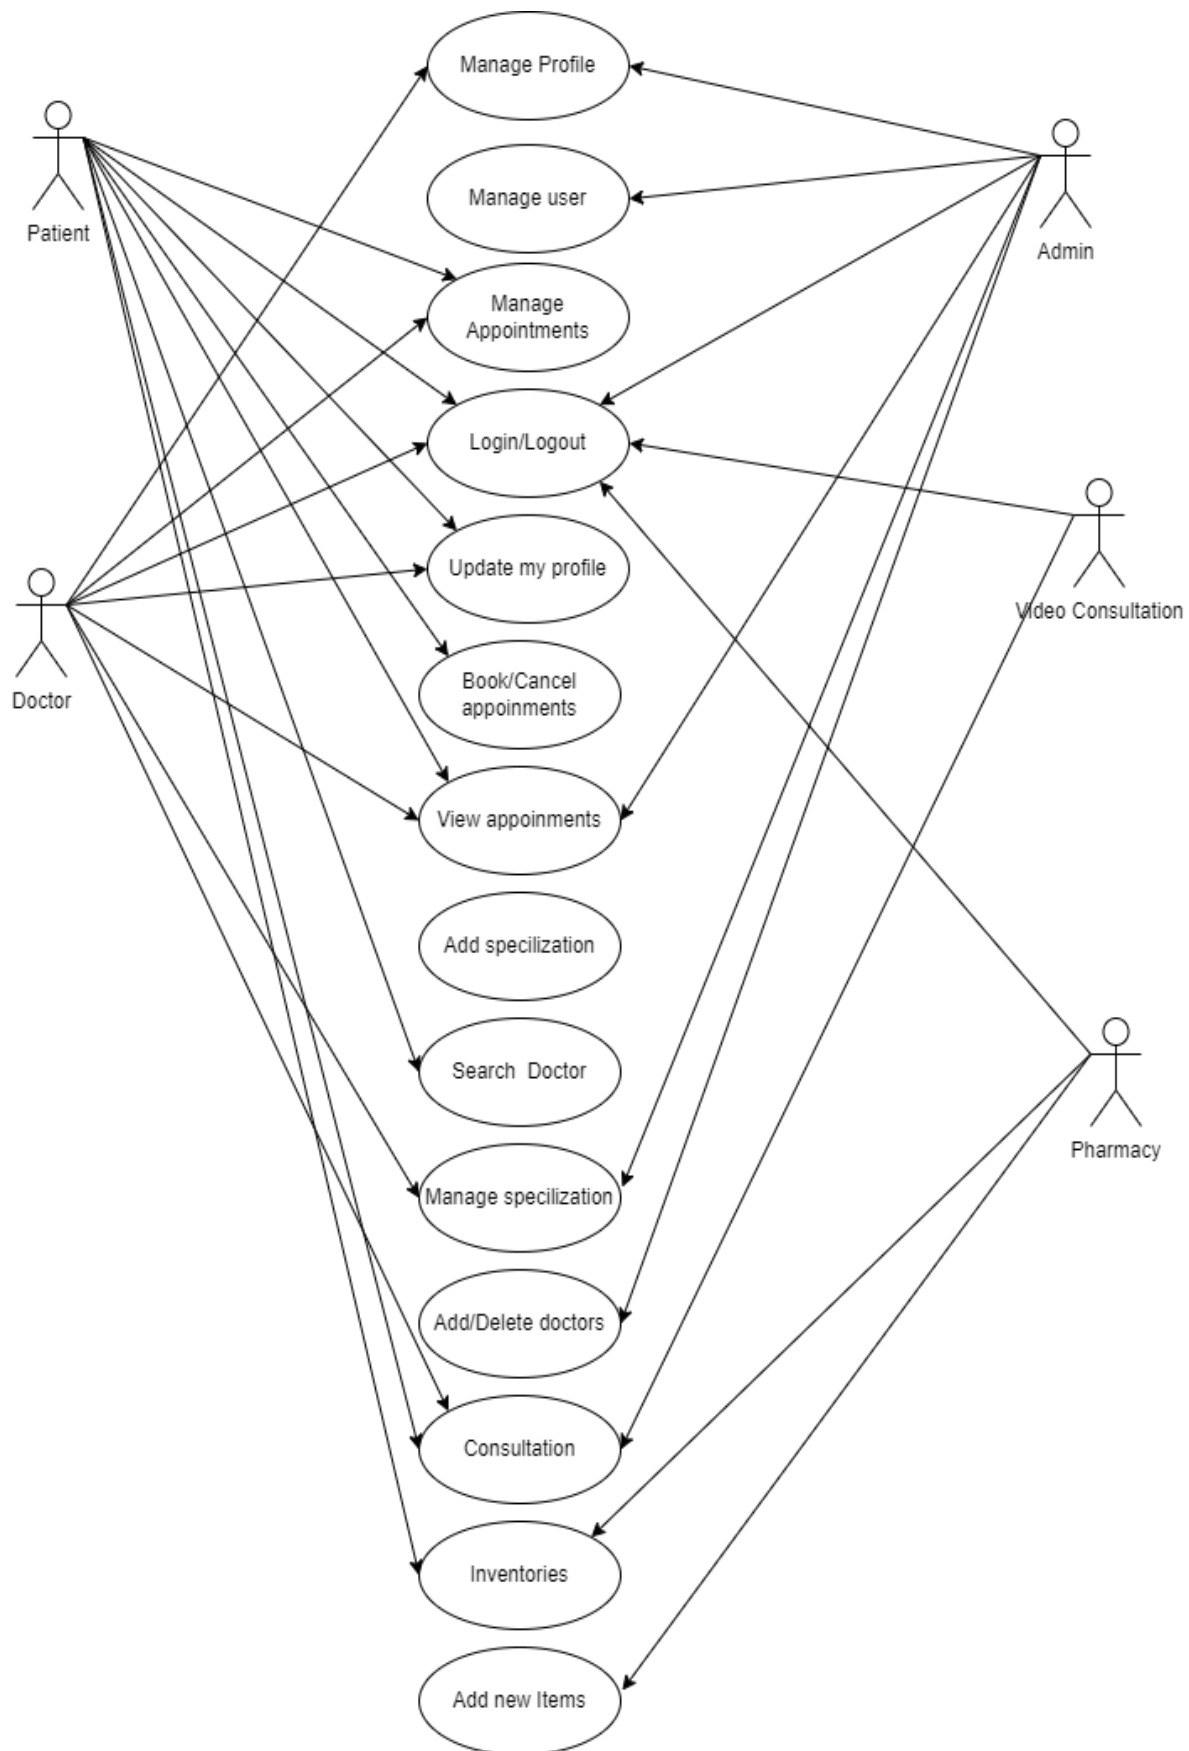 Manage Profile
Patient
Manage user
Admin
Manage
Appointments
Login/Logout
Update my profile
Video Consultation
Doctor
Book/Cancel
appoinments
View appoinments
Add specilization
Search Doctor
Pharmacy
Manage specilization
Add/Delete doctors
Consultation
Inventories
Add new Items